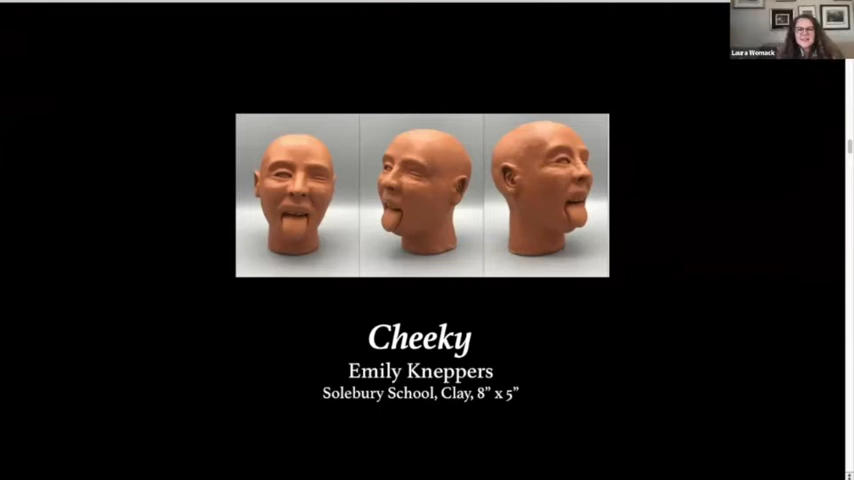 Laura Womack
Cheeky
Emily Kneppers
Solebury School, Clay, 8” x 5”